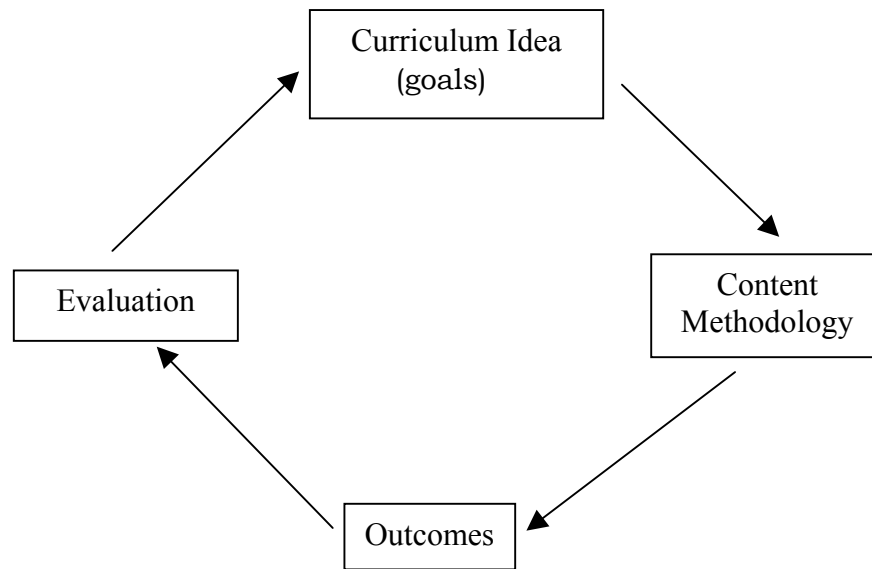 Curriculum Idea
(goals)
Content
Methodology
Evaluation
Outcomes